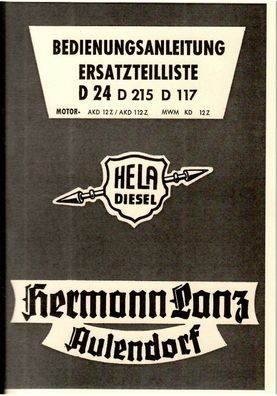 BEDIENUNGSANLEITUNG
ERSATZTEILLISTE
D 24 D 215 D 117
MOTOR- AKD 12 Z / AKD 112 Z MWM KD 12 Z
HELA
DIESEL
Hermann Lanz
Aulendorf